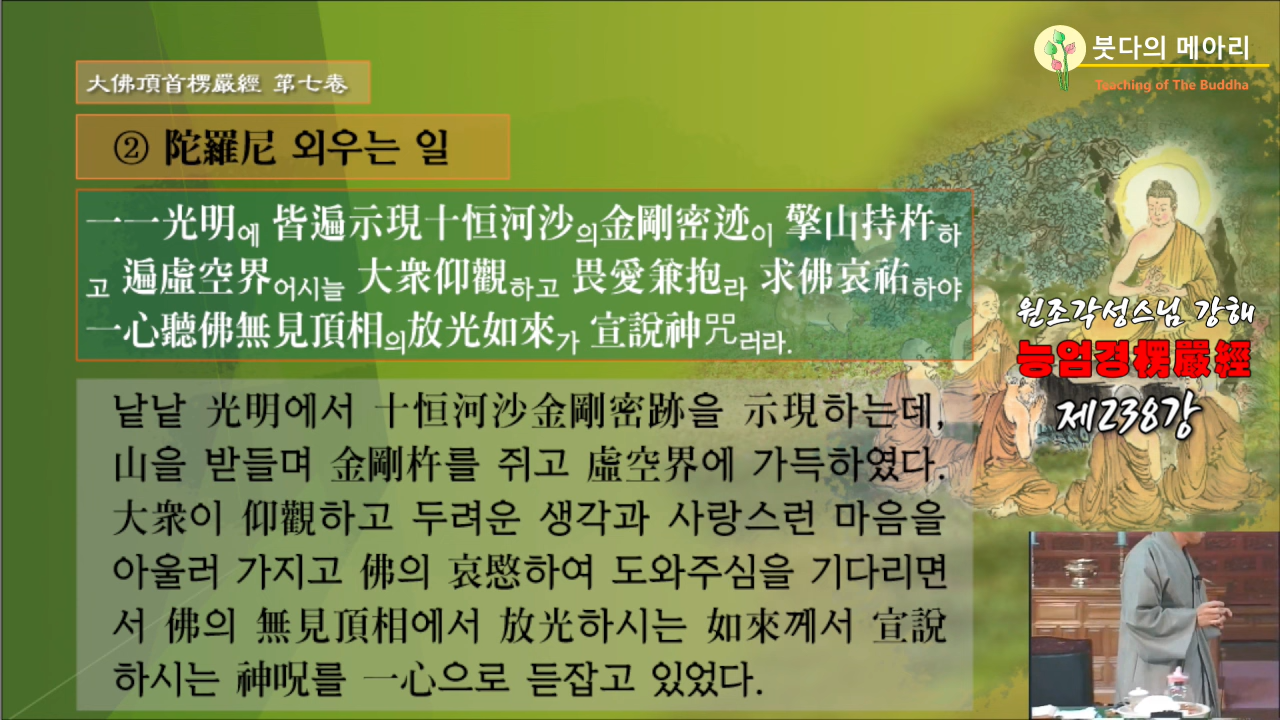 붓다의 메아리
Teaching of The Buddha
大佛頂首楞嚴經 第七卷
② 陀羅尼 외우는 일
一一光明에 皆遍示現十恒河沙의金剛密迹이 擎山持杵하
고 遍虛空界어시늘 大衆仰觀하고 畏愛兼抱라 求佛哀祐하야
一心聽佛無見頂相의放光如來가 宣說神咒러라.
낱낱 光明에서 十恒河沙金剛密跡을 示現하는데,
山을 받들며 金剛杵를 쥐고 虛空界에 가득하였다.
大衆이 仰觀하고 두려운 생각과 사랑스런 마음을
아울러 가지고 佛의 哀愍하여 도와주심을 기다리면
서 佛의 無見頂相에서 放光하시는 如來께서 宣說
하시는 神呪를 一心으로 듣잡고 있었다.
원조각성스님 강해
능엄경楞嚴經
제238강